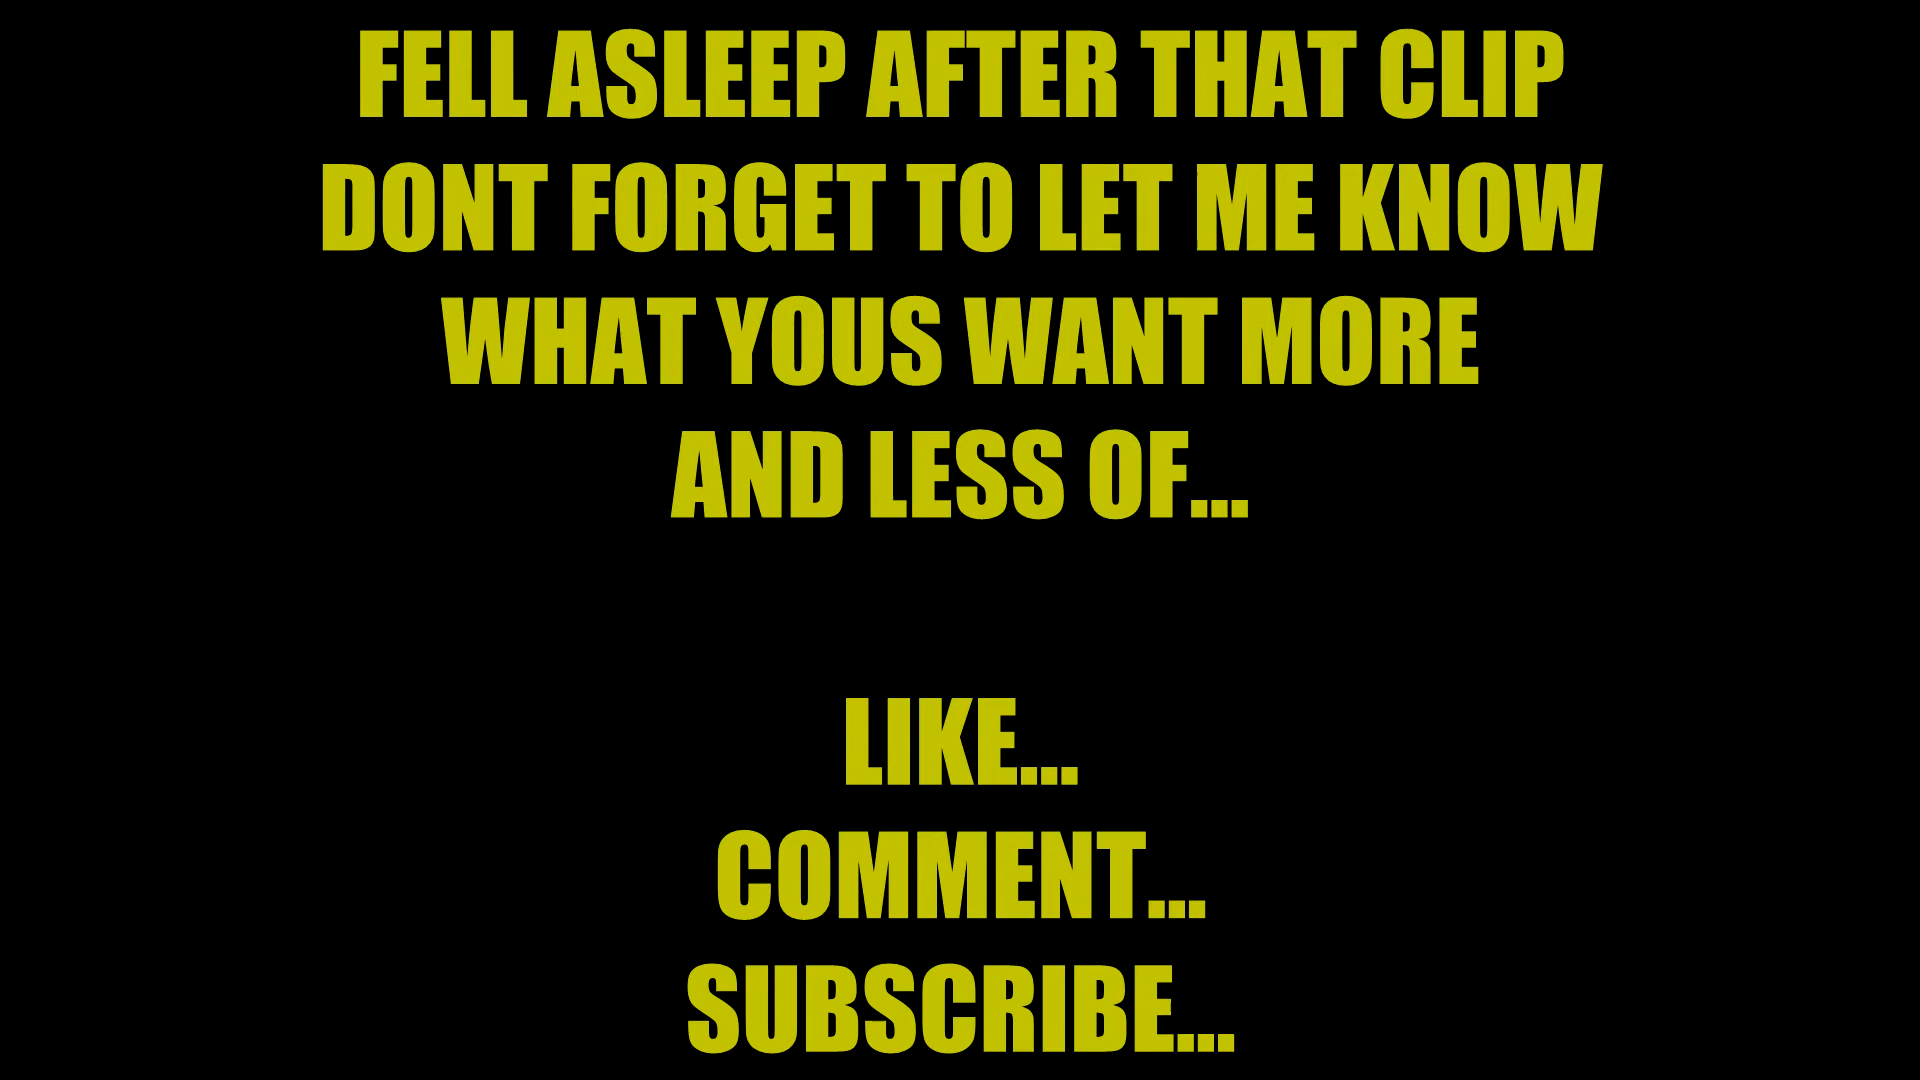 FELL ASLEEP AFTER THAT CLIP
DONT FORGET TO LET ME KNOW
WHAT YOUS WANT MORE
AND LESS OF...
LIKE...
COMMENT...
SUBSCRIBE...